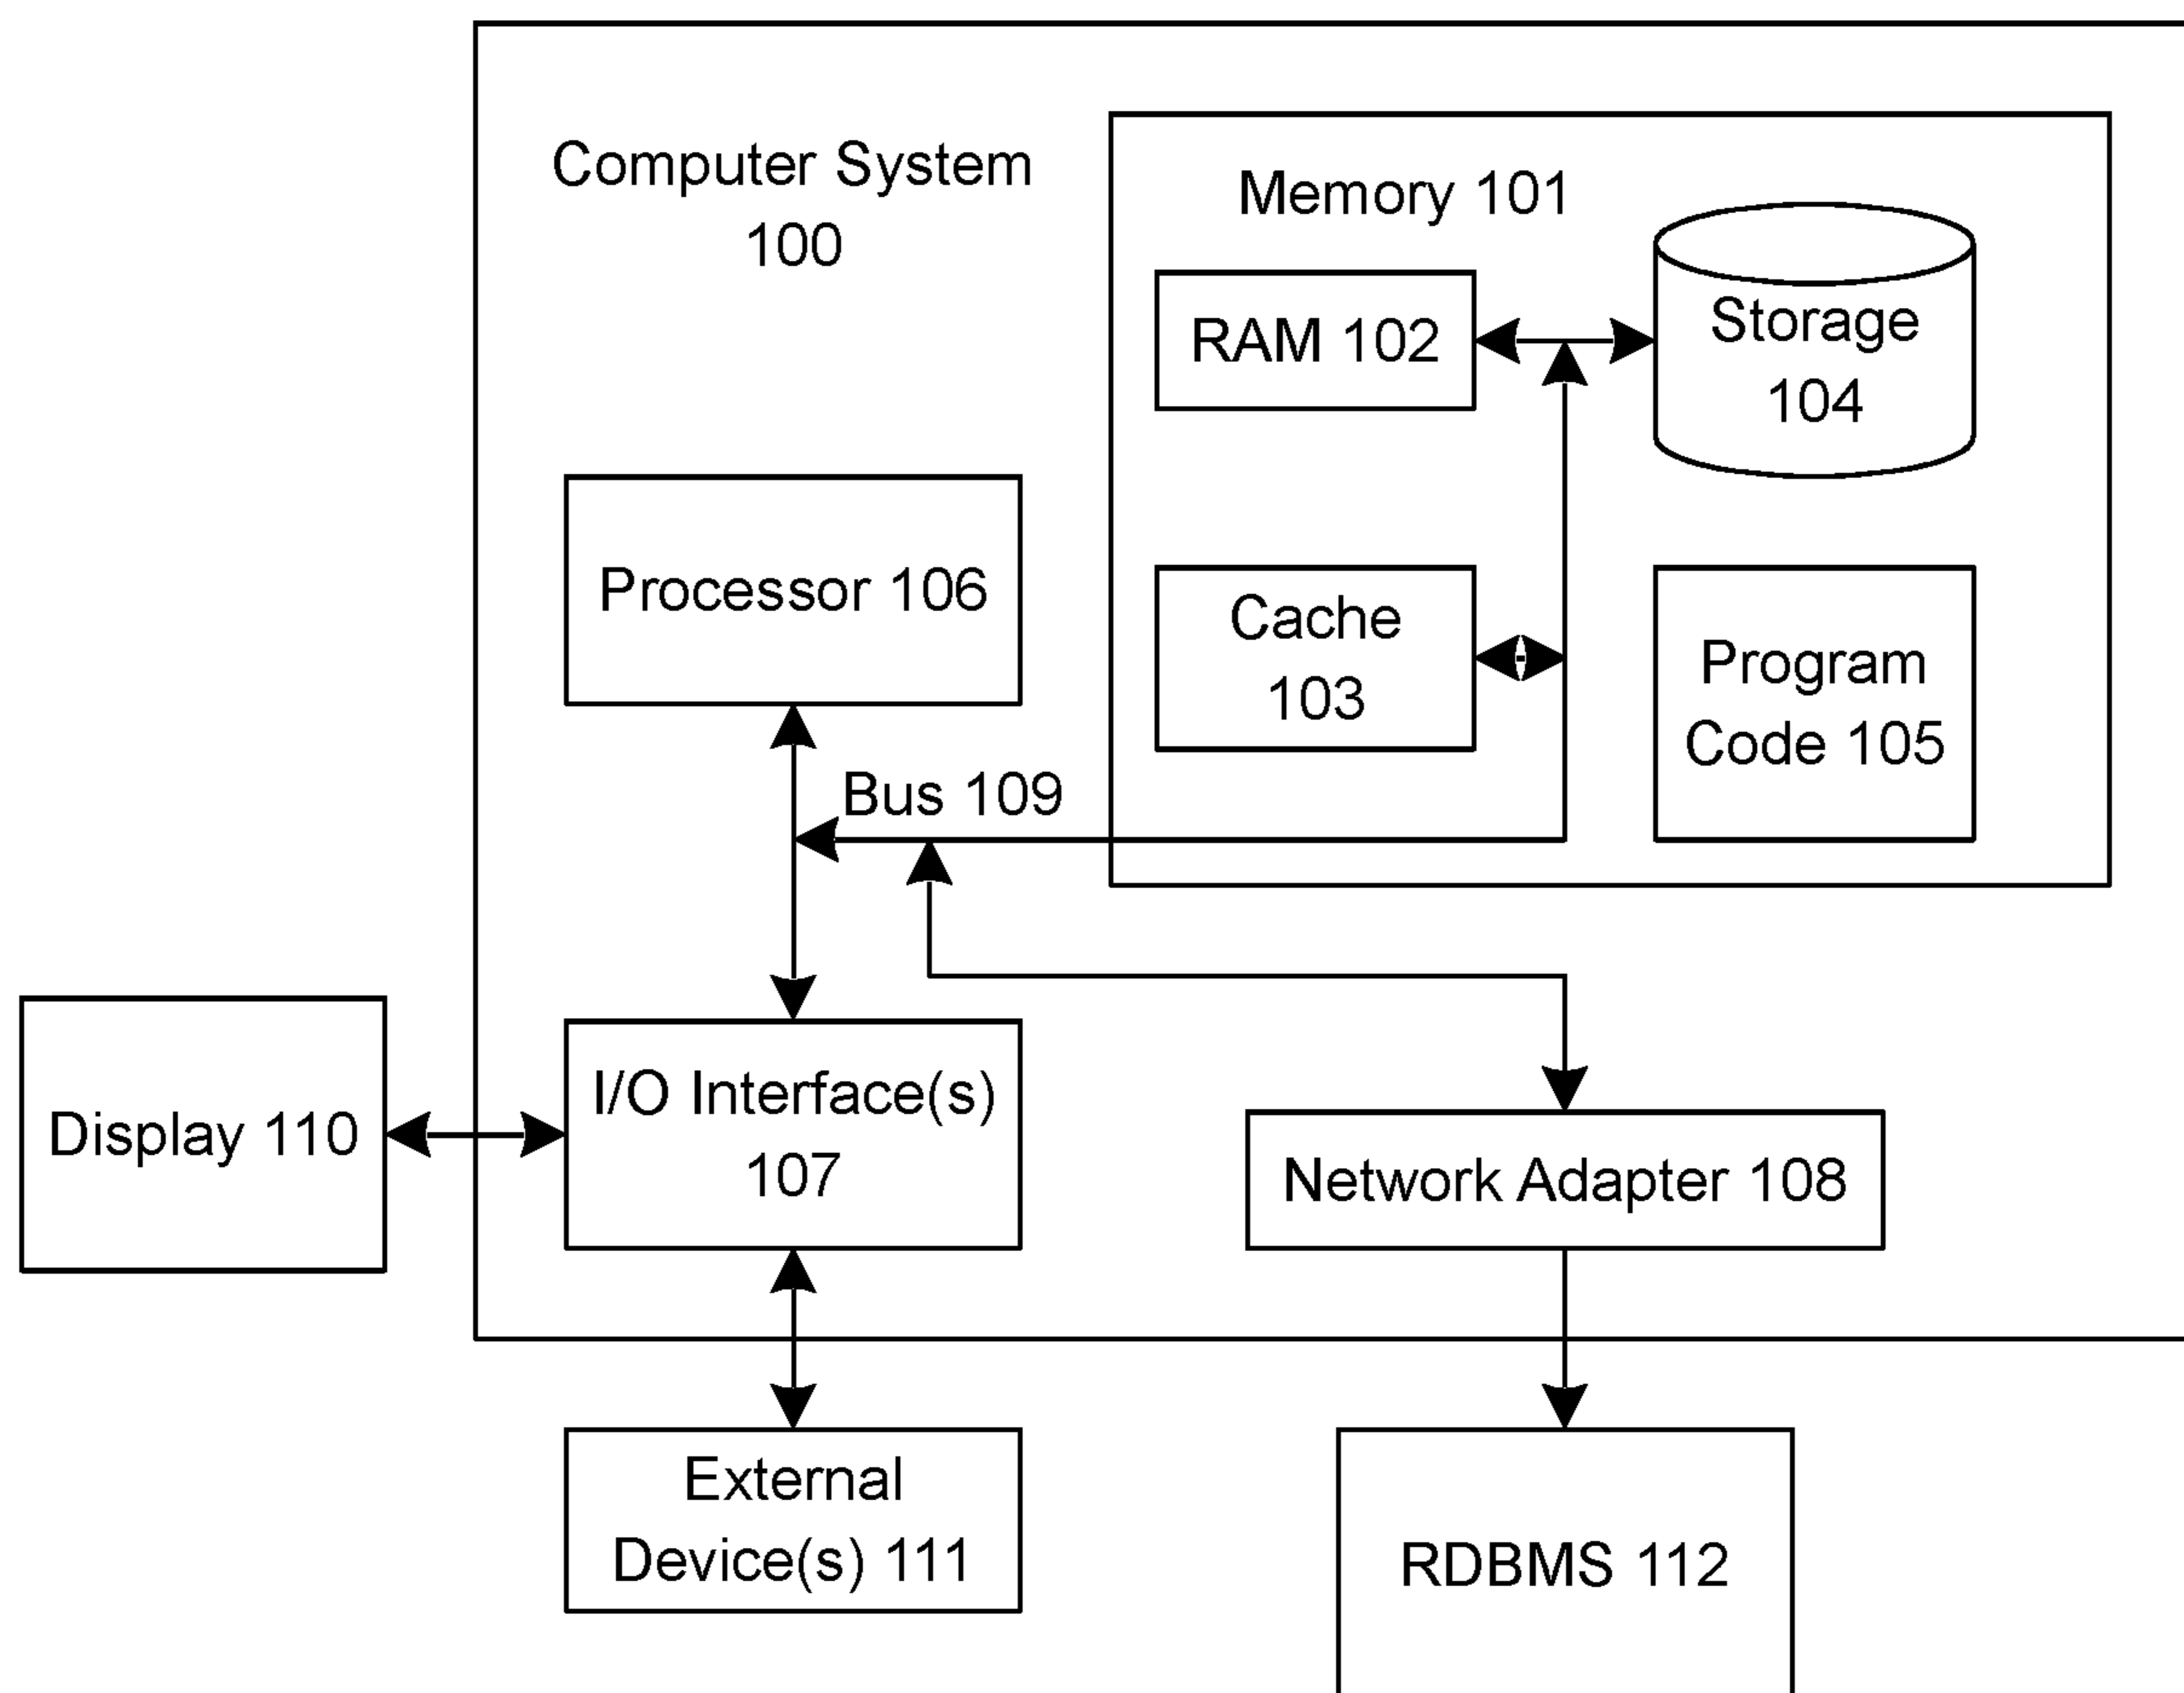 Computer System
100
Memory 101
RAM 102
Storage
104
Processor 106
Cache
103
Program
Code 105
Bus 109
Display 110
I/O Interface(s)
107
Network Adapter 108
External
Device(s) 111
RDBMS 112